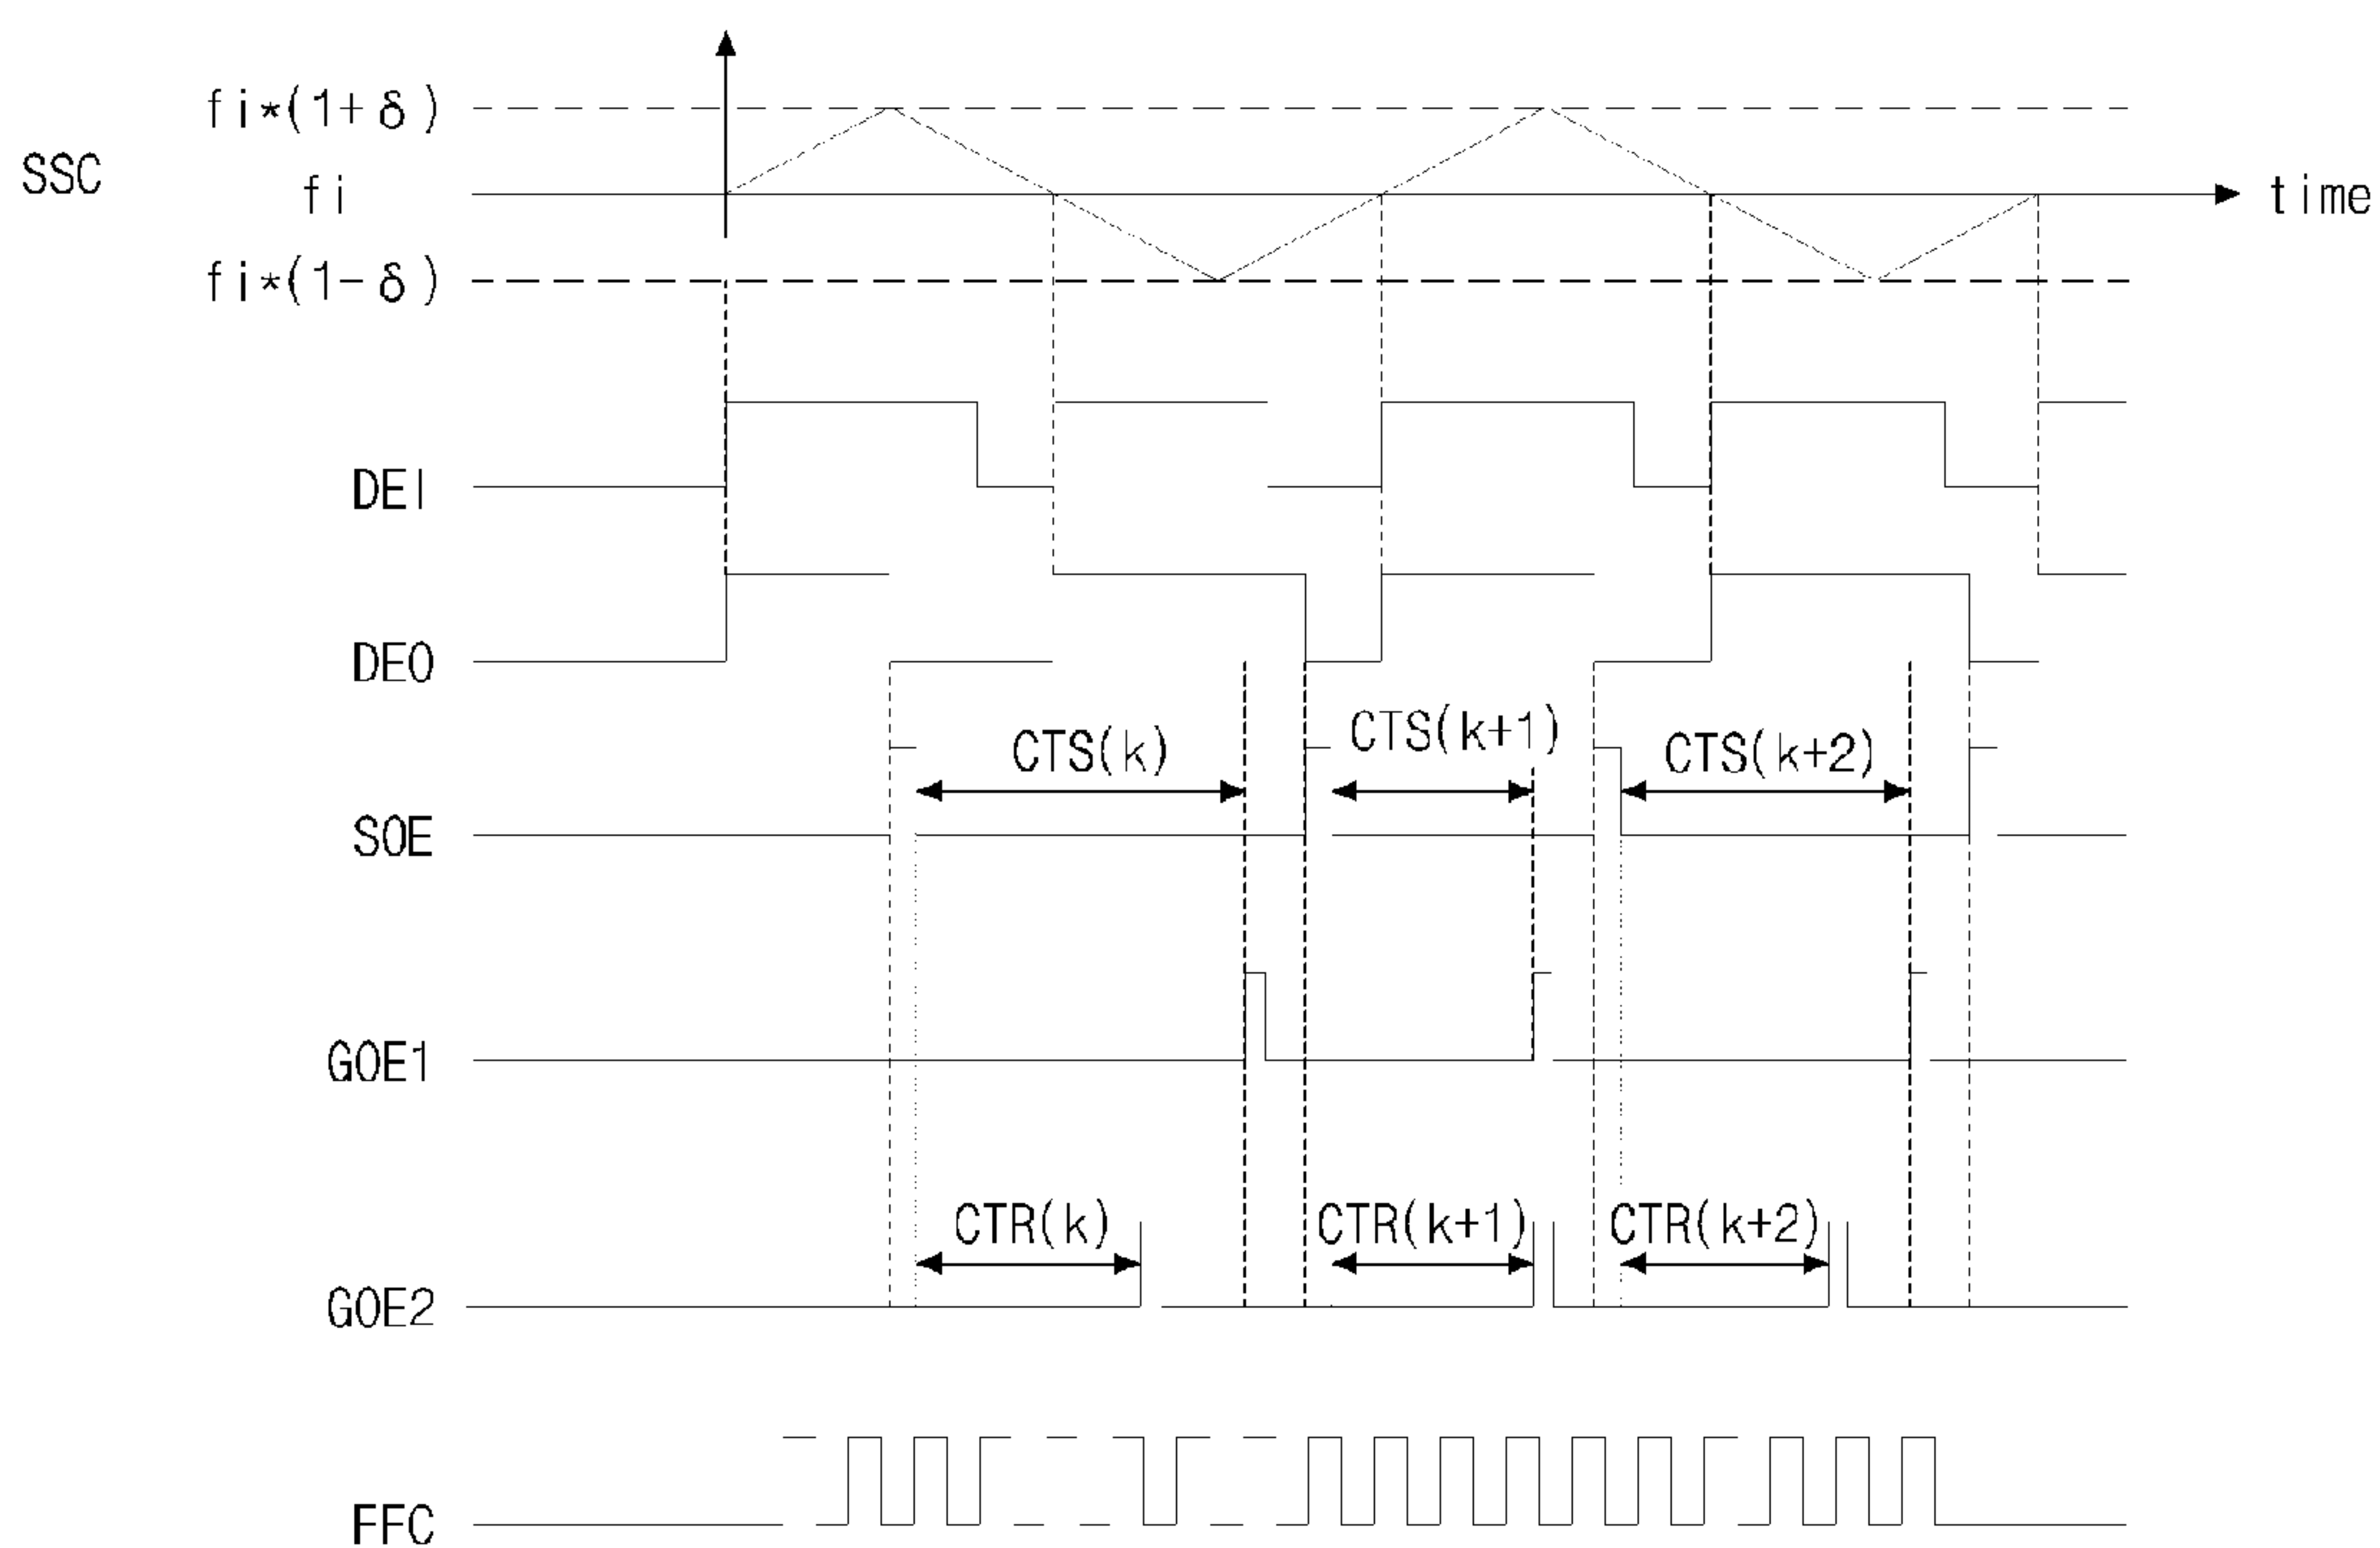 fi*(1+δ)
SSC
fi
time
fi*(1-δ)
DEI
DEO
CTS(k)
CTS(k+1)
CTS(k+2)
SOE
GOE1
CTR(k)
CTR(k+1)
CTR(k+2)
GOE2
FFC